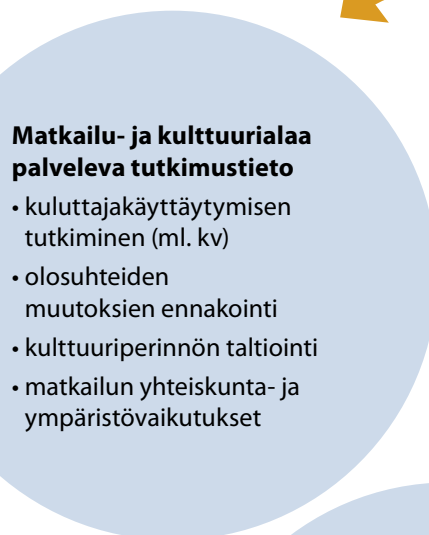 Matkailu- ja kulttuurialaa
palveleva tutkimustieto
• kuluttajakäyttäytymisen
tutkiminen (ml. kv)
• olosuhteiden
muutoksien ennakointi
• kulttuuriperinnön taltiointi
• matkailun yhteiskunta- ja
ympäristövaikutukset